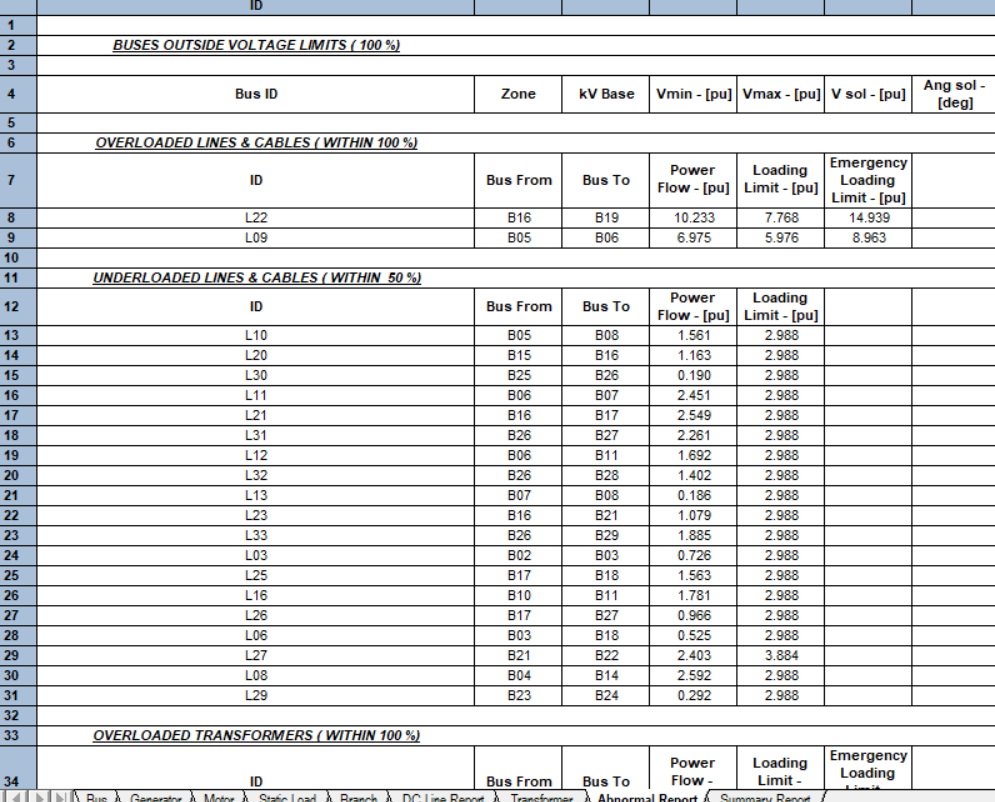 ID
1
2 BUSES OUTSIDE VOLTAGE LIMITS ( 100 %)
3
4 Bus ID Zone kV Base Vmin - [pu] Vmax - [pu] V sol - [pu] Ang sol - [deg]
5
6 OVERLOADED LINES & CABLES ( WITHIN 100 %)
7 ID Bus From Bus To Power Flow - [pu] Loading Limit - [pu] Emergency Loading Limit - [pu]
8 L22 B16 B19 10.233 7.768 14.939
9 L09 B05 B06 6.975 5.976 8.963
10
11 UNDERLOADED LINES & CABLES ( WITHIN 50 %)
12 ID Bus From Bus To Power Flow - [pu] Loading Limit - [pu]
13 L10 B05 B08 1.561 2.988
14 L20 B15 B16 1.163 2.988
15 L30 B25 B26 0.190 2.988
16 L11 B06 B07 2.451 2.988
17 L21 B16 B17 2.549 2.988
18 L31 B26 B27 2.261 2.988
19 L12 B06 B11 1.692 2.988
20 L32 B26 B28 1.402 2.988
21 L13 B07 B08 0.186 2.988
22 L23 B16 B21 1.079 2.988
23 L33 B26 B29 1.885 2.988
24 L03 B02 B03 0.726 2.988
25 L25 B17 B18 1.563 2.988
26 L16 B10 B11 1.781 2.988
27 L26 B17 B27 0.966 2.988
28 L06 B03 B18 0.525 2.988
29 L27 B21 B22 2.403 3.884
30 L08 B04 B14 2.592 2.988
31 L29 B23 B24 0.292 2.988
32
33 OVERLOADED TRANSFORMERS ( WITHIN 100 %)
34 ID Bus From Bus To Power Flow - Loading Limit - Emergency Loading Limit
Bus Generator Motor Static Load Branch DC Line Report Transformer Abnormal Report Summary Report